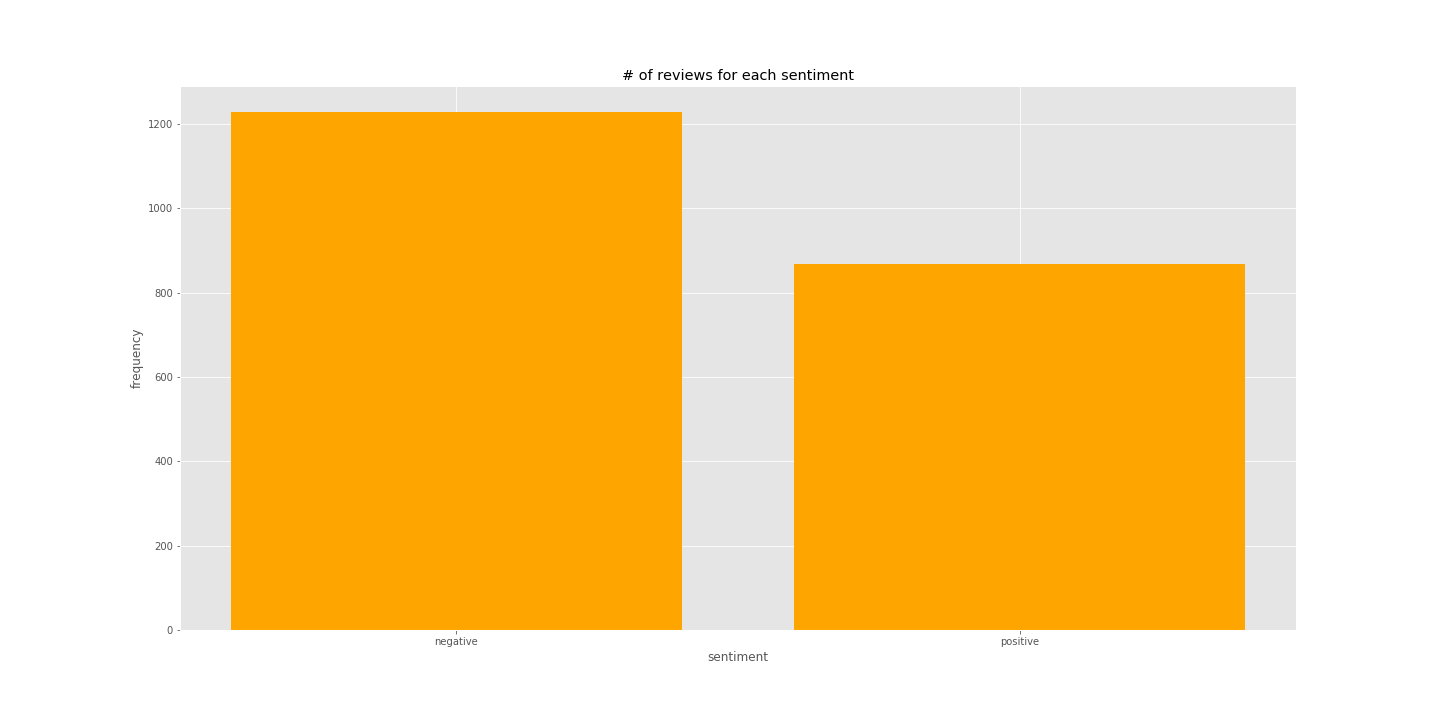 # of reviews for each sentiment
1200
1000
800
600
400
200
0
frequency
negative
positive
sentiment